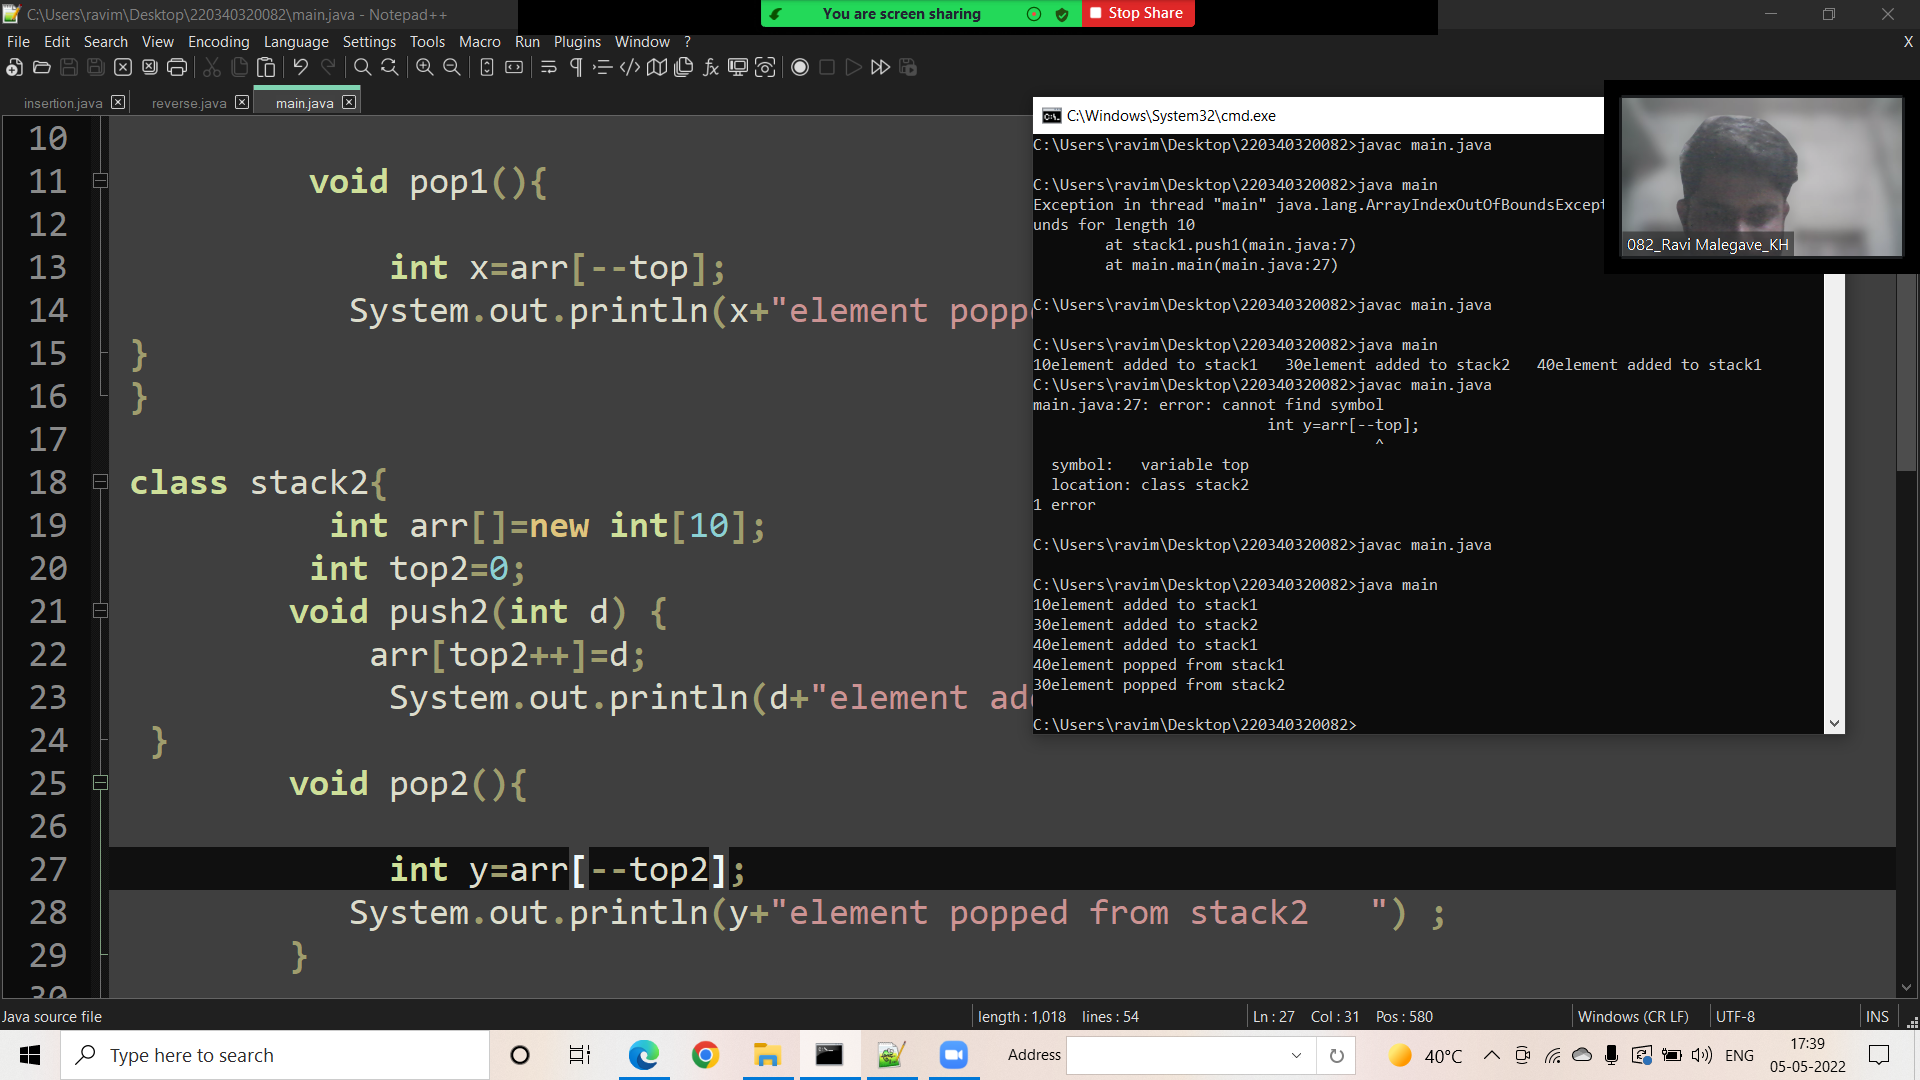 C:\Users\ravim\Desktop\220340320082\main.java - Notepad++
You are screen sharing
Stop Share
File Edit Search View Encoding Language Settings Tools Macro Run Plugins Window ? X
insertion.java reverse.java main.java
10
11 void pop1(){
12
13 int x=arr[--top];
14 System.out.println(x+"element popp
15 }
16 }
17
18 class stack2{
19 int arr[]=new int[10];
20 int top2=0;
21 void push2(int d) {
22 arr[top2++]=d;
23 System.out.println(d+"element ad
24 }
25 void pop2(){
26
27 int y=arr[--top2];
28 System.out.println(y+"element popped from stack2   ") ;
29 }
30
C:\Windows\System32\cmd.exe
C:\Users\ravim\Desktop\220340320082>javac main.java
C:\Users\ravim\Desktop\220340320082>java main
Exception in thread "main" java.lang.ArrayIndexOutOfBoundsExcept
unds for length 10
at stack1.push1(main.java:7)
at main.main(main.java:27)
C:\Users\ravim\Desktop\220340320082>javac main.java
C:\Users\ravim\Desktop\220340320082>java main
10element added to stack1   30element added to stack2   40element added to stack1
C:\Users\ravim\Desktop\220340320082>javac main.java
main.java:27: error: cannot find symbol
int y=arr[--top];
^
symbol:   variable top
location: class stack2
1 error
C:\Users\ravim\Desktop\220340320082>javac main.java
C:\Users\ravim\Desktop\220340320082>java main
10element added to stack1
30element added to stack2
40element added to stack1
40element popped from stack1
30element popped from stack2
C:\Users\ravim\Desktop\220340320082>
082_Ravi Malegave_KH
Java source file length : 1,018 lines : 54 Ln : 27 Col : 31 Pos : 580 Windows (CR LF) UTF-8 INS
Type here to search
Address
40°C
ENG
17:39
05-05-2022